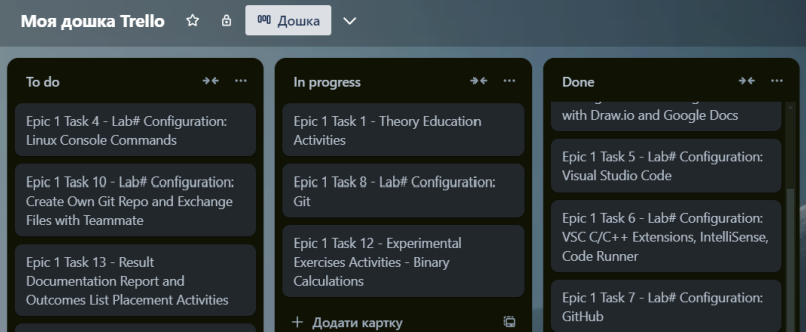 Моя дошка Trello
Дошка
To do
Epic 1 Task 4 - Lab# Configuration:
Linux Console Commands
Epic 1 Task 10 - Lab# Configuration:
Create Own Git Repo and Exchange
Files with Teammate
Epic 1 Task 13 - Result
Documentation Report and
Outcomes List Placement Activities
In progress
Epic 1 Task 1 - Theory Education
Activities
Epic 1 Task 8 - Lab# Configuration:
Git
Epic 1 Task 12 - Experimental
Exercises Activities - Binary
Calculations
Додати картку
Done
with Draw.io and Google Docs
Epic 1 Task 5 - Lab# Configuration:
Visual Studio Code
Epic 1 Task 6 - Lab# Configuration:
VSC C/C++ Extensions, IntelliSense,
Code Runner
Epic 1 Task 7 - Lab# Configuration:
GitHub